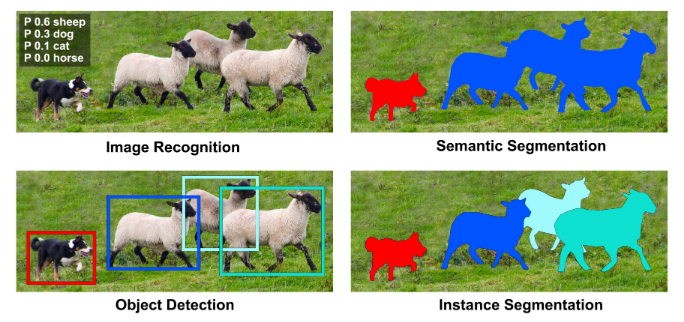 P 0.6 sheep
P 0.3 dog
P 0.1 cat
P 0.0 horse
Image Recognition
Semantic Segmentation
Object Detection
Instance Segmentation